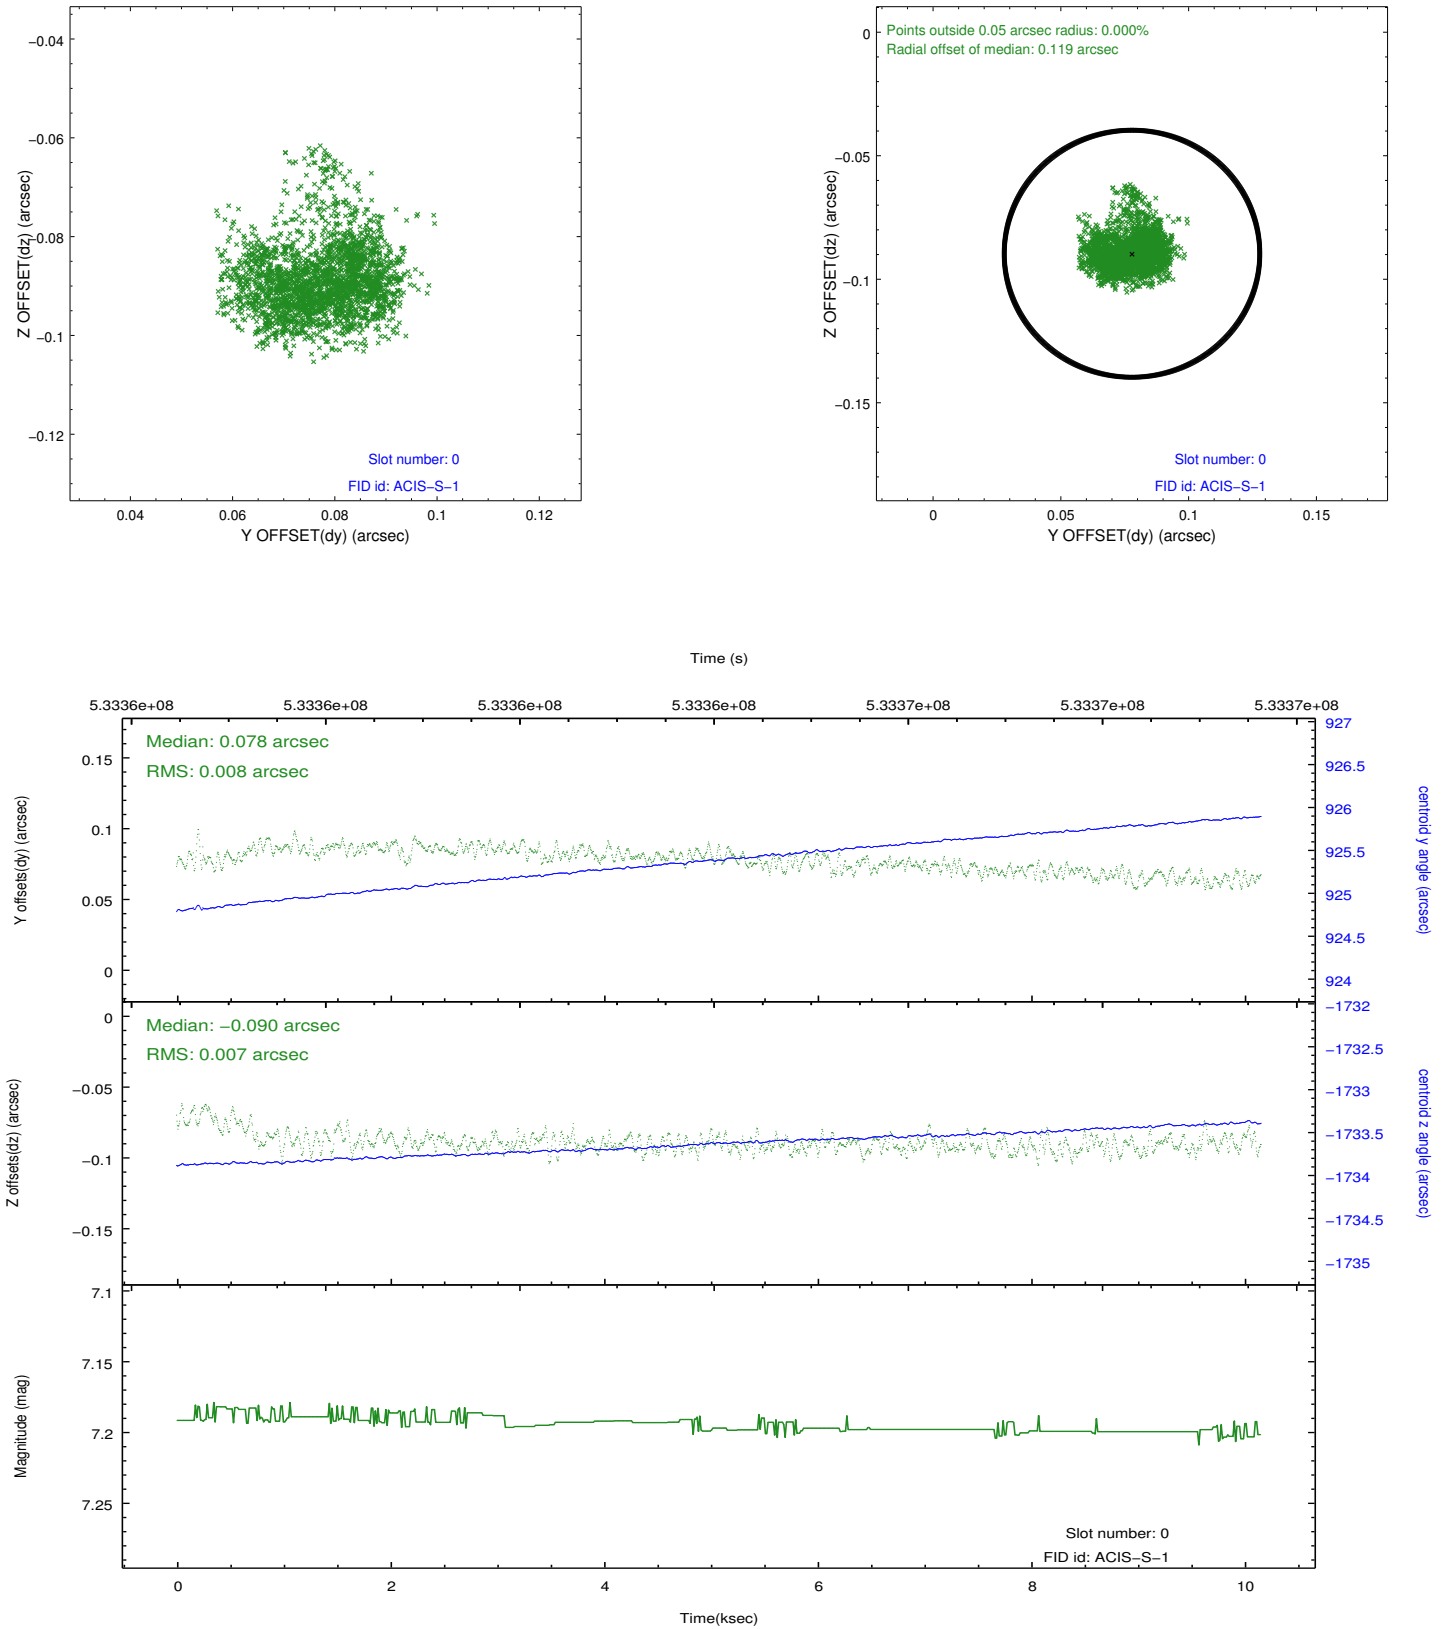 −0.04
−0.06
−0.08
−0.1
−0.12
Z OFFSET(dz) (arcsec)
Slot number: 0
FID id: ACIS−S−1
0.04 0.06 0.08 0.1 0.12
Y OFFSET(dy) (arcsec)
Points outside 0.05 arcsec radius: 0.000%
Radial offset of median: 0.119 arcsec
0
−0.05
−0.1
−0.15
Z OFFSET(dz) (arcsec)
Slot number: 0
FID id: ACIS−S−1
0 0.05 0.1 0.15
Y OFFSET(dy) (arcsec)
Time (s)
5.3336e+08 5.3336e+08 5.3336e+08 5.3336e+08 5.3337e+08 5.3337e+08 5.3337e+08
Median: 0.078 arcsec
RMS: 0.008 arcsec
0.15
0.1
0.05
0
Y offsets(dy) (arcsec)
927
926.5
926
925.5
925
924.5
924
centroid y angle (arcsec)
Median: −0.090 arcsec
RMS: 0.007 arcsec
0
−0.05
−0.1
−0.15
Z offsets(dz) (arcsec)
−1732
−1732.5
−1733
−1733.5
−1734
−1734.5
−1735
centroid z angle (arcsec)
7.1
7.15
7.2
7.25
Magnitude (mag)
Slot number: 0
FID id: ACIS−S−1
0 2 4 6 8 10
Time(ksec)